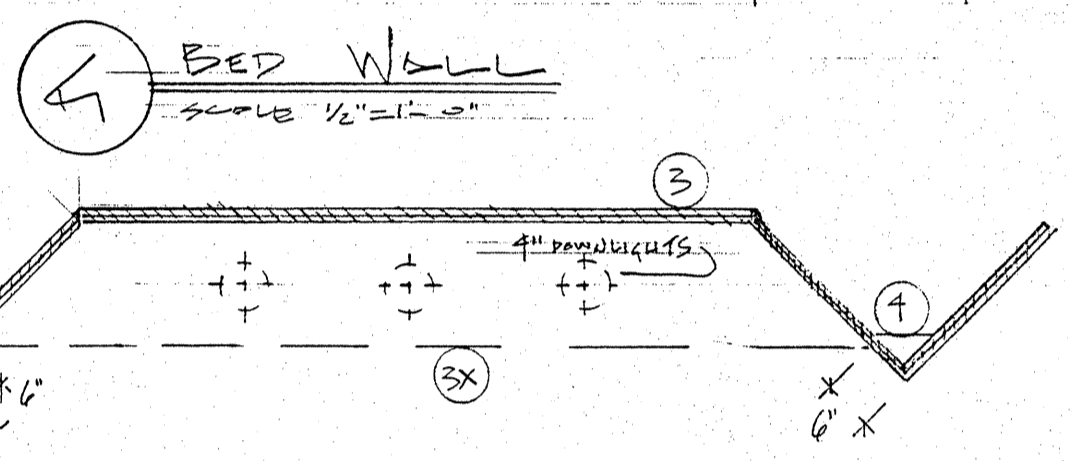 4
BED WALL
SCALE 1/2"=1'-0"
3
4" DOWNLIGHTS
4
3X
6"
6"